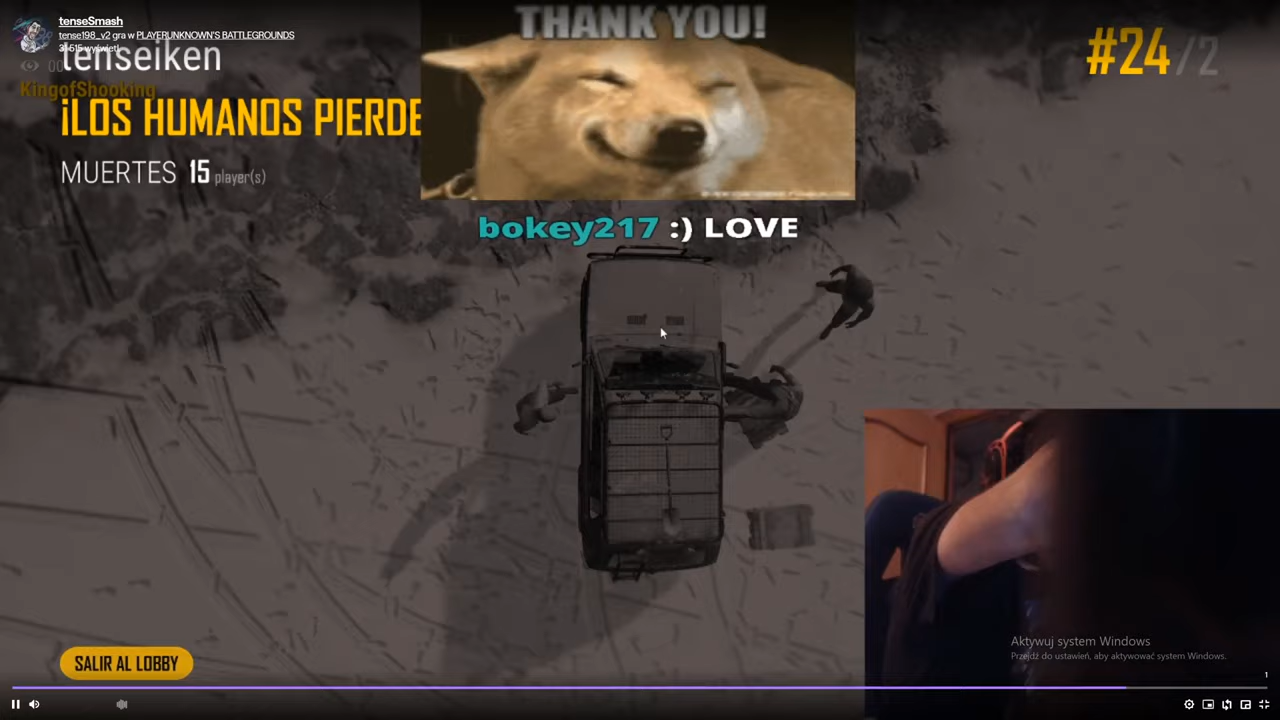 tenseSmash
tense198_v2 gra w PLAYERUNKNOWN'S BATTLEGROUNDS
tenseiken
KingofShooking
¡LOS HUMANOS PIERDE
MUERTES 15 player(s)
THANK YOU!
#24/2
bokey217 :) LOVE
Aktywuj system Windows
Przejdź do ustawień, aby aktywować system Windows.
SALIR AL LOBBY
1